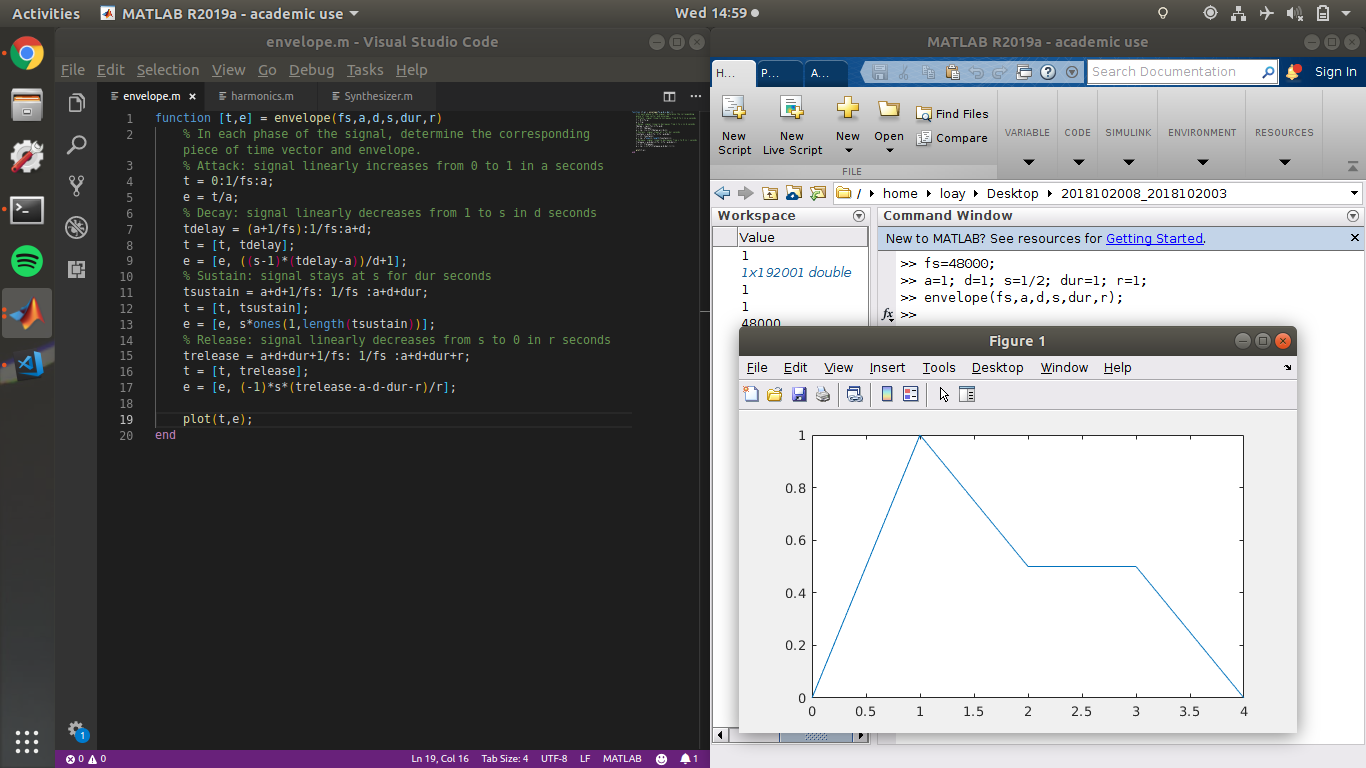 Activities
MATLAB R2019a - academic use
Wed 14:59
envelope.m - Visual Studio Code
File Edit Selection View Go Debug Tasks Help
envelope.m harmonics.m Synthesizer.m
1 function [t,e] = envelope(fs,a,d,s,dur,r)
2 % In each phase of the signal, determine the corresponding
piece of time vector and envelope.
3 % Attack: signal linearly increases from 0 to 1 in a seconds
4 t = 0:1/fs:a;
5 e = t/a;
6 % Decay: signal linearly decreases from 1 to s in d seconds
7 tdelay = (a+1/fs):1/fs:a+d;
8 t = [t, tdelay];
9 e = [e, ((s-1)*(tdelay-a))/d+1];
10 % Sustain: signal stays at s for dur seconds
11 tsustain = a+d+1/fs: 1/fs :a+d+dur;
12 t = [t, tsustain];
13 e = [e, s*ones(1,length(tsustain))];
14 % Release: signal linearly decreases from s to 0 in r seconds
15 trelease = a+d+dur+1/fs: 1/fs :a+d+dur+r;
16 t = [t, trelease];
17 e = [e, (-1)*s*(trelease-a-d-dur-r)/r];
18
19 plot(t,e);
20 end
1
0 0
Ln 19, Col 16 Tab Size: 4 UTF-8 LF MATLAB 1
MATLAB R2019a - academic use
H... P... A...
Search Documentation
Sign In
New Script
New Live Script
New
Open
Find Files
Compare
FILE
VARIABLE
CODE
SIMULINK
ENVIRONMENT
RESOURCES
/ home loay Desktop 2018102008_2018102003
Workspace
Value
1
1x192001 double
1
1
48000
Command Window
New to MATLAB? See resources for Getting Started.
>> fs=48000;
>> a=1; d=1; s=1/2; dur=1; r=1;
>> envelope(fs,a,d,s,dur,r);
fx >>
Figure 1
File Edit View Insert Tools Desktop Window Help
1
0.8
0.6
0.4
0.2
0
0 0.5 1 1.5 2 2.5 3 3.5 4